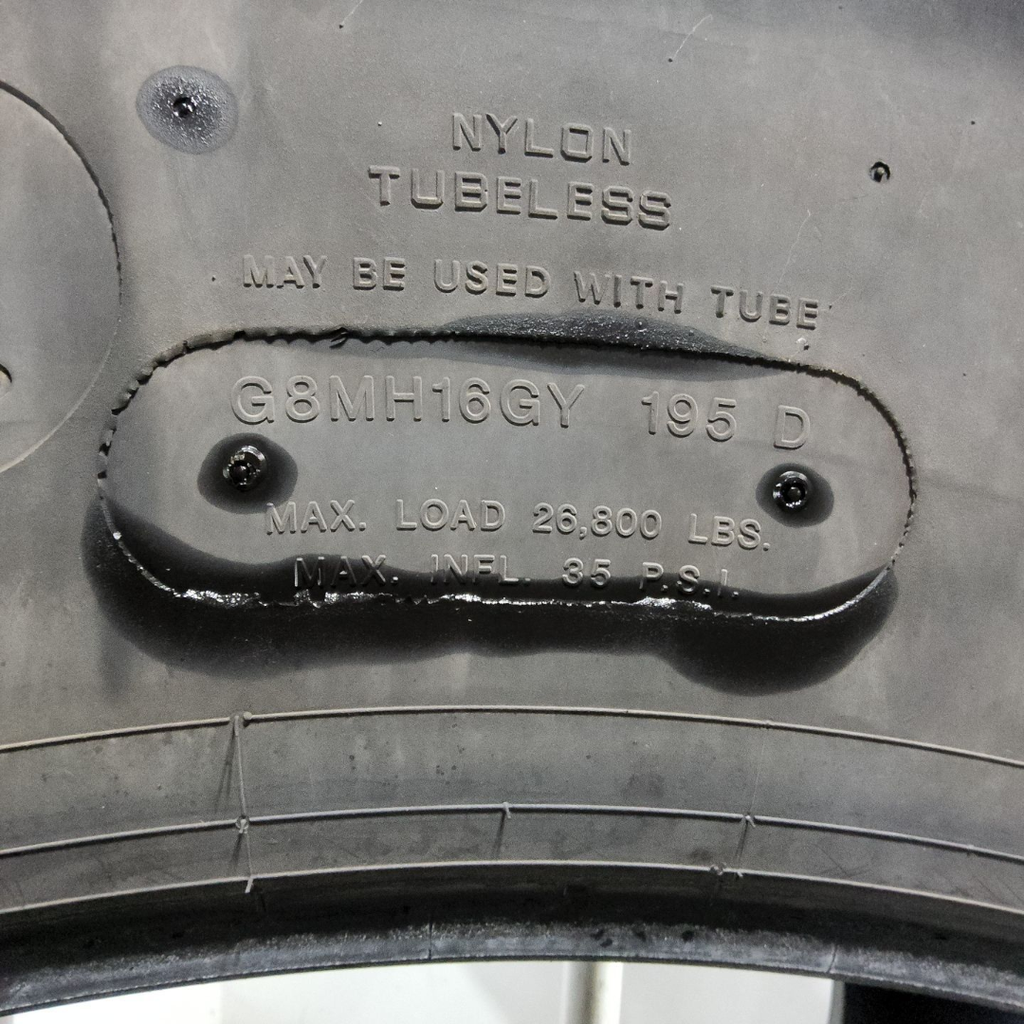 NYLON
TUBELESS
MAY BE USED WITH TUBE
G8MH16GY 195 D
MAX. LOAD 26,800 LBS.
MAX. INFL. 35 P.S.I.